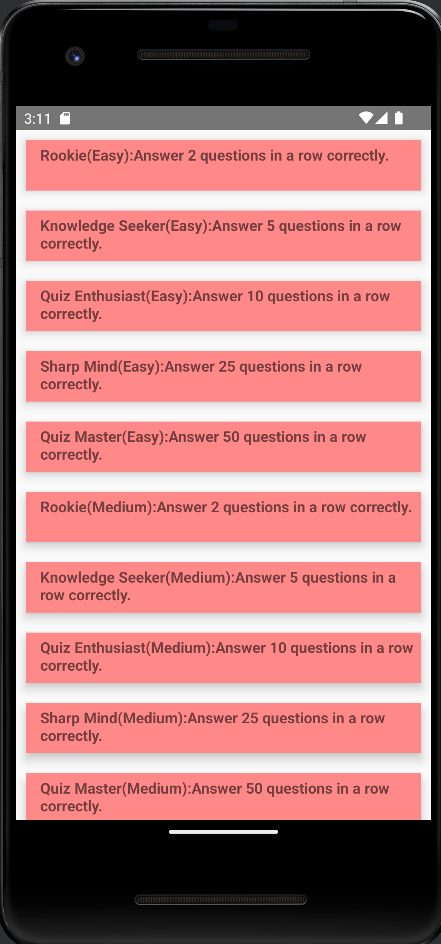 3:11
Rookie(Easy):Answer 2 questions in a row correctly.
Knowledge Seeker(Easy):Answer 5 questions in a row
correctly.
Quiz Enthusiast(Easy):Answer 10 questions in a row
correctly.
Sharp Mind(Easy):Answer 25 questions in a row
correctly.
Quiz Master(Easy):Answer 50 questions in a row
correctly.
Rookie(Medium):Answer 2 questions in a row correctly.
Knowledge Seeker(Medium):Answer 5 questions in a
row correctly.
Quiz Enthusiast(Medium):Answer 10 questions in a row
correctly.
Sharp Mind(Medium):Answer 25 questions in a row
correctly.
Quiz Master(Medium):Answer 50 questions in a row
correctly.